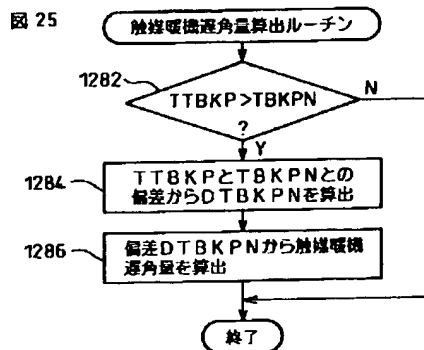 図 25
触媒暖機遅角量算出ルーチン
1282
TTBKP>TBKPN
?
N
Y
1284
TTBKPとTBKPNとの
偏差からDTBKPNを算出
1286
偏差DTBKPNから触媒暖機
遅角量を算出
終了